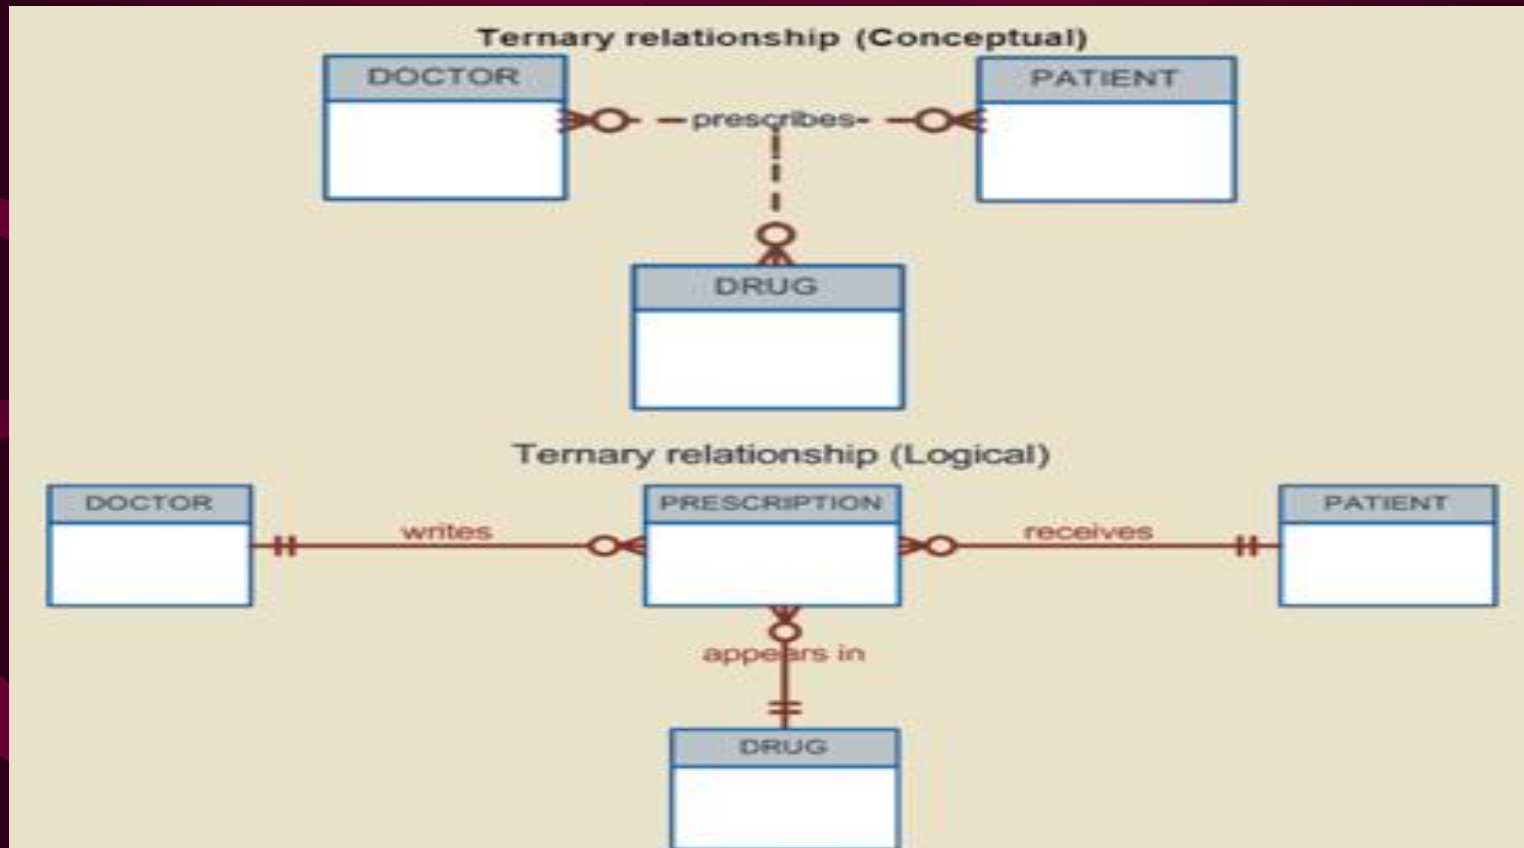 Ternary relationship (Conceptual)
DOCTOR
PATIENT
prescribes
DRUG
Ternary relationship (Logical)
DOCTOR
PRESCRIPTION
PATIENT
writes
receives
appears in
DRUG